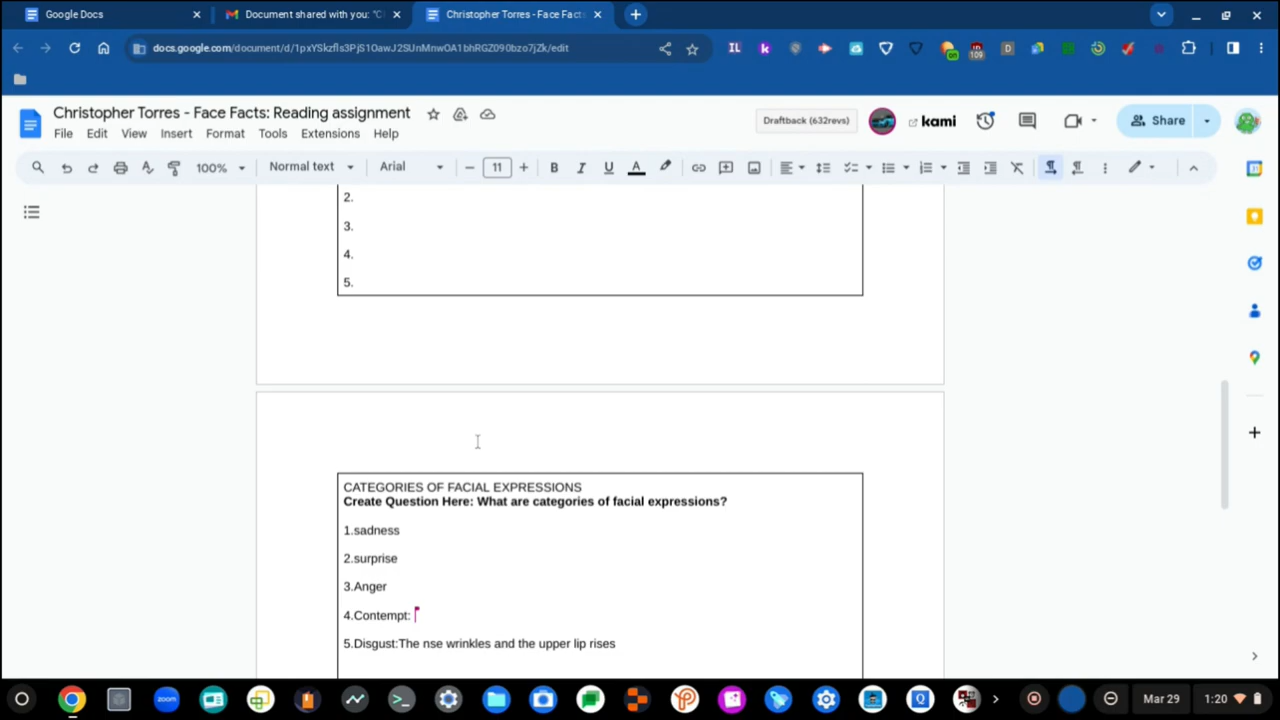 Google Docs
Document shared with you: "C
Christopher Torres - Face Facts
docs.google.com/document/d/1pxYSkzfls3PjS1OawJ2SUnMnwOA1bhRGZ090bzo7jZk/edit
Christopher Torres - Face Facts: Reading assignment
File Edit View Insert Format Tools Extensions Help
Draftback (632revs)
kami
Share
100% Normal text Arial 11
2.
3.
4.
5.
CATEGORIES OF FACIAL EXPRESSIONS
Create Question Here: What are categories of facial expressions?
1.sadness
2.surprise
3.Anger
4.Contempt:
5.Disgust:The nse wrinkles and the upper lip rises
zoom
Mar 29
1:20